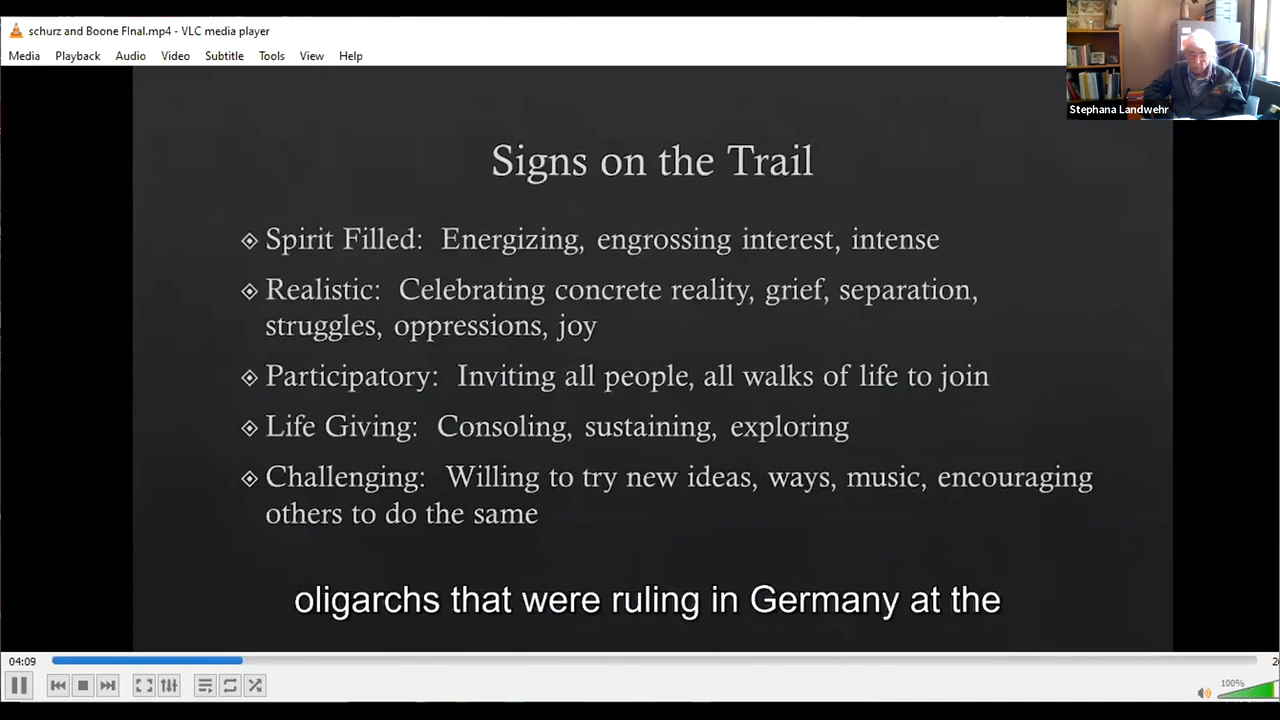 schurz and Boone FInal.mp4 - VLC media player
Media Playback Audio Video Subtitle Tools View Help
Stephana Landwehr
Signs on the Trail
Spirit Filled: Energizing, engrossing interest, intense
Realistic: Celebrating concrete reality, grief, separation,
struggles, oppressions, joy
Participatory: Inviting all people, all walks of life to join
Life Giving: Consoling, sustaining, exploring
Challenging: Willing to try new ideas, ways, music, encouraging
others to do the same
oligarchs that were ruling in Germany at the
04:09
100%